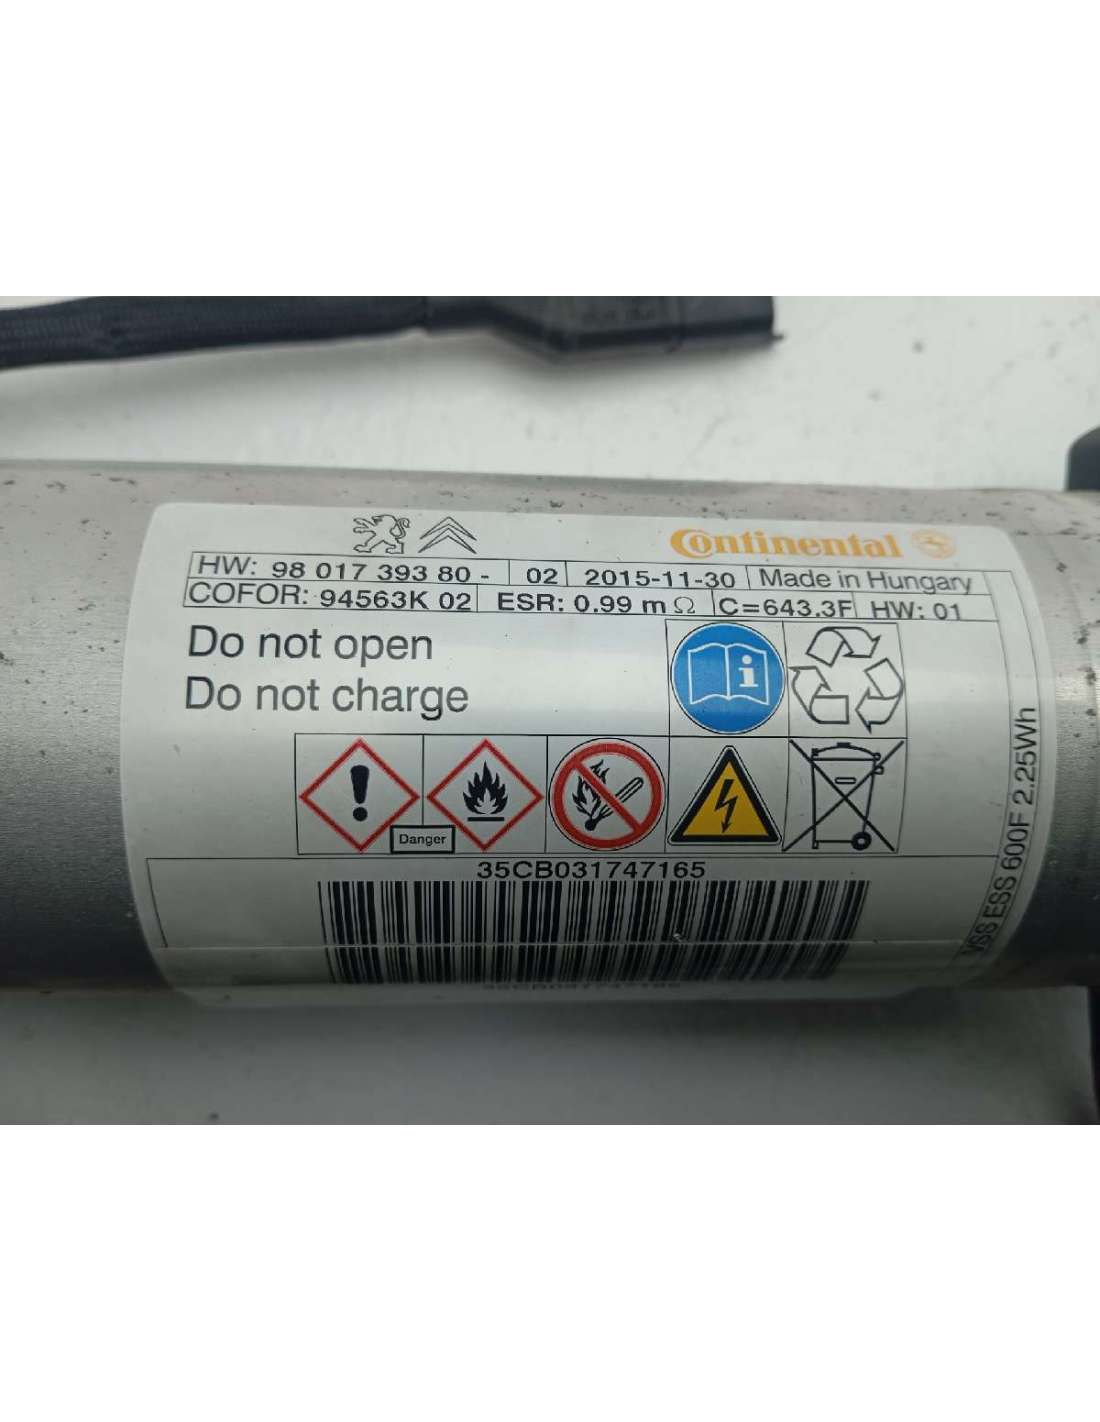 Continental
HW: 98 017 393 80 - 02 2015-11-30 Made in Hungary
COFOR: 94563K 02 ESR: 0.99 mΩ C=643.3F HW: 01
Do not open
Do not charge
i
Danger
35CB031747165
VSS ESS 600F 2.25Wh